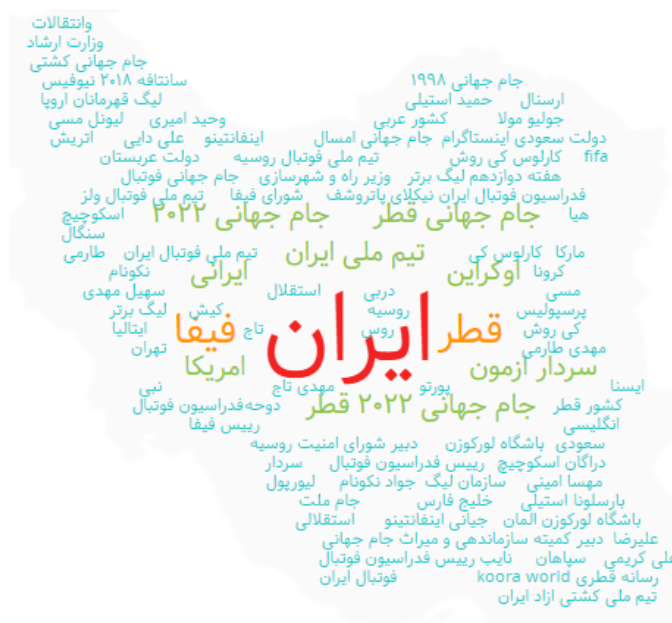 وانتقالات
وزارت ارشاد
جام جهانی کشتی
جام جهانی ۱۹۹۸ سانتافه ۲۰۱۸ نیوفیس
ارسنال حمید استیلی لیگ قهرمانان اروپا
جولیو مولا کشور عربی وحید امیری لیونل مسی
دولت سعودی اینستاگرام جام جهانی امسال اینفانتینو علی دایی اتریش
fifa کارلوس کی روش تیم ملی فوتبال روسیه دولت عربستان
هفته دوازدهم لیگ برتر وزیر راه و شهرسازی جام جهانی فوتبال
فدراسیون فوتبال ایران نیکلای پاتروشف شورای فیفا تیم ملی فوتبال ولز
هیا جام جهانی قطر جام جهانی ۲۰۲۲ اسکوچیچ
سنگال
مارکا کارلوس کی تیم ملی ایران تیم ملی فوتبال ایران طارمی
کرونا اوکراین ایرانی نکونام
مسی دربی استقلال سهیل مهدی
پرسپولیس روسیه کیش لیگ برتر
کی روش قطر روس ایران تاج فیفا ایتالیا
مهدی طارمی تهران
سردار ازمون امریکا
ایسنا پورتو مهدی تاج نبی
کشور قطر جام جهانی ۲۰۲۲ قطر دوحه فدراسیون فوتبال
انگلیسی رییس فیفا
سعودی باشگاه لورکوزن دبیر شورای امنیت روسیه
دراگان اسکوچیچ رییس فدراسیون فوتبال سردار
مهسا امینی سازمان لیگ جواد نکونام لیورپول
بارسلونا استیلی خلیج فارس جام ملت
باشگاه لورکوزن المان جیانی اینفانتینو استقلالی
علیرضا دبیر کمیته سازماندهی و میراث جام جهانی
علی کریمی سپاهان نایب رییس فدراسیون فوتبال
رسانه قطری koora world فوتبال ایران
تیم ملی کشتی ازاد ایران